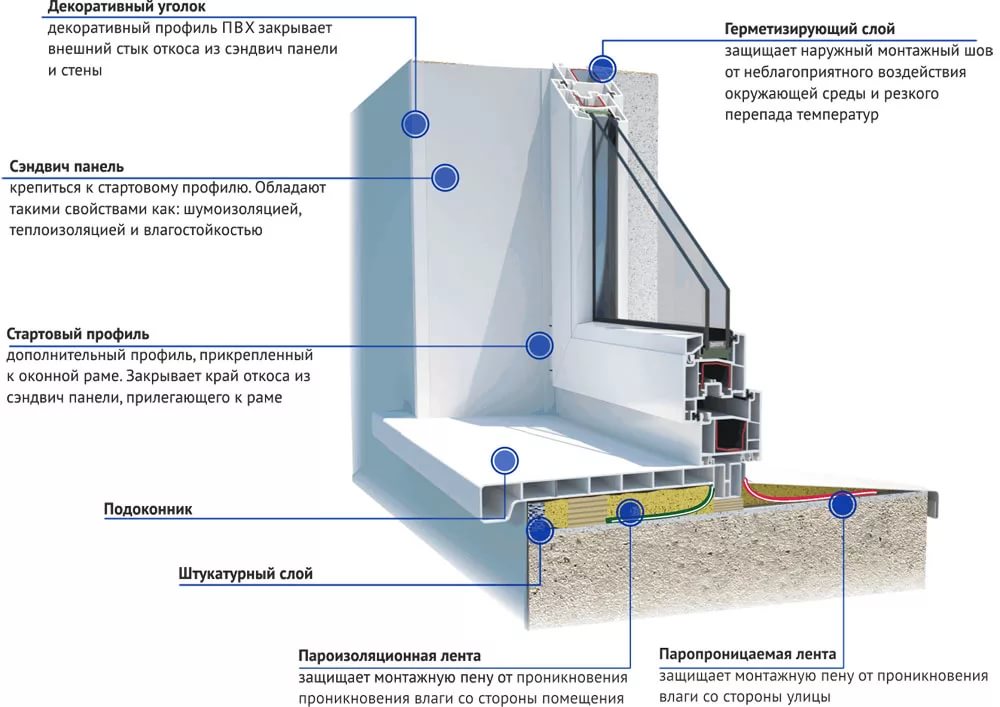 Декоративный уголок
декоративный профиль ПВХ закрывает
внешний стык откоса из сэндвич панели
и стены
Герметизирующий слой
защищает наружный монтажный шов
от неблагоприятного воздействия
окружающей среды и резкого
перепада температур
Сэндвич панель
крепиться к стартовому профилю. Обладают
такими свойствами как: шумоизоляцией,
теплоизоляцией и влагостойкостью
Стартовый профиль
дополнительный профиль, прикрепленный
к оконной раме. Закрывает край откоса из
сэндвич панели, прилегающего к раме
Подоконник
Штукатурный слой
Пароизоляционная лента
защищает монтажную пену от проникновения
проникновения влаги со стороны помещения
Паропроницаемая лента
защищает монтажную пену от проникновения
влаги со стороны улицы